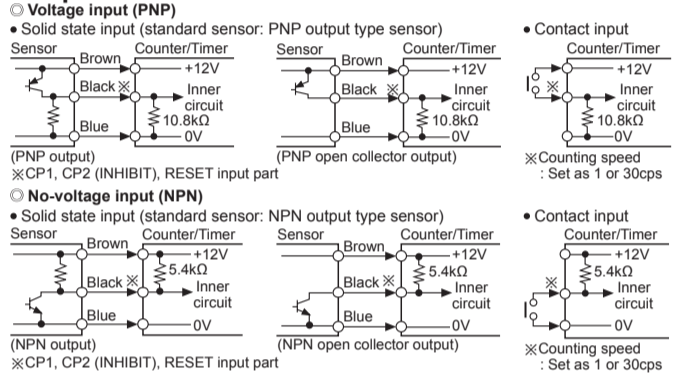 ◎ Voltage input (PNP)
● Solid state input (standard sensor: PNP output type sensor)
Sensor Counter/Timer
Brown
+12V
Black ※
Inner
circuit
10.8kΩ
Blue
0V
(PNP output)
Sensor Counter/Timer
Brown
+12V
Black ※
Inner
circuit
10.8kΩ
Blue
0V
(PNP open collector output)
※CP1, CP2 (INHIBIT), RESET input part
● Contact input
Counter/Timer
+12V
※
Inner
circuit
10.8kΩ
0V
※Counting speed
: Set as 1 or 30cps
◎ No-voltage input (NPN)
● Solid state input (standard sensor: NPN output type sensor)
Sensor Counter/Timer
Brown
+12V
5.4kΩ
Black ※
Inner
circuit
Blue
0V
(NPN output)
Sensor Counter/Timer
Brown
+12V
5.4kΩ
Black ※
Inner
circuit
Blue
0V
(NPN open collector output)
※CP1, CP2 (INHIBIT), RESET input part
● Contact input
Counter/Timer
+12V
5.4kΩ
※
Inner
circuit
0V
※Counting speed
: Set as 1 or 30cps